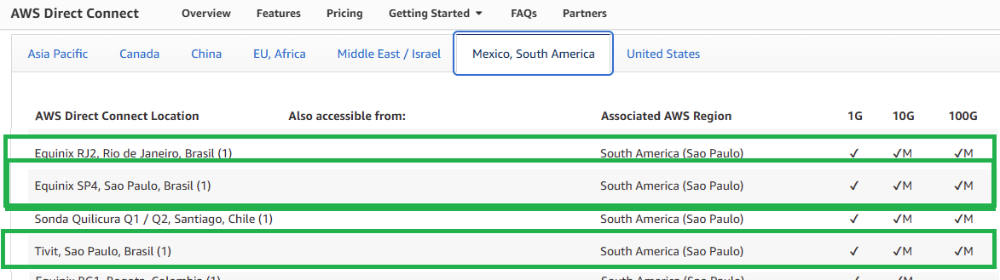 AWS Direct Connect Overview Features Pricing Getting Started FAQs Partners
Asia Pacific Canada China EU, Africa Middle East / Israel Mexico, South America United States
AWS Direct Connect Location Also accessible from: Associated AWS Region 1G 10G 100G
Equinix RJ2, Rio de Janeiro, Brasil (1) South America (Sao Paulo) ✓ ✓M ✓M
Equinix SP4, Sao Paulo, Brasil (1) South America (Sao Paulo) ✓ ✓M ✓M
Sonda Quilicura Q1 / Q2, Santiago, Chile (1) South America (Sao Paulo) ✓ ✓M ✓M
Tivit, Sao Paulo, Brasil (1) South America (Sao Paulo) ✓ ✓M ✓M